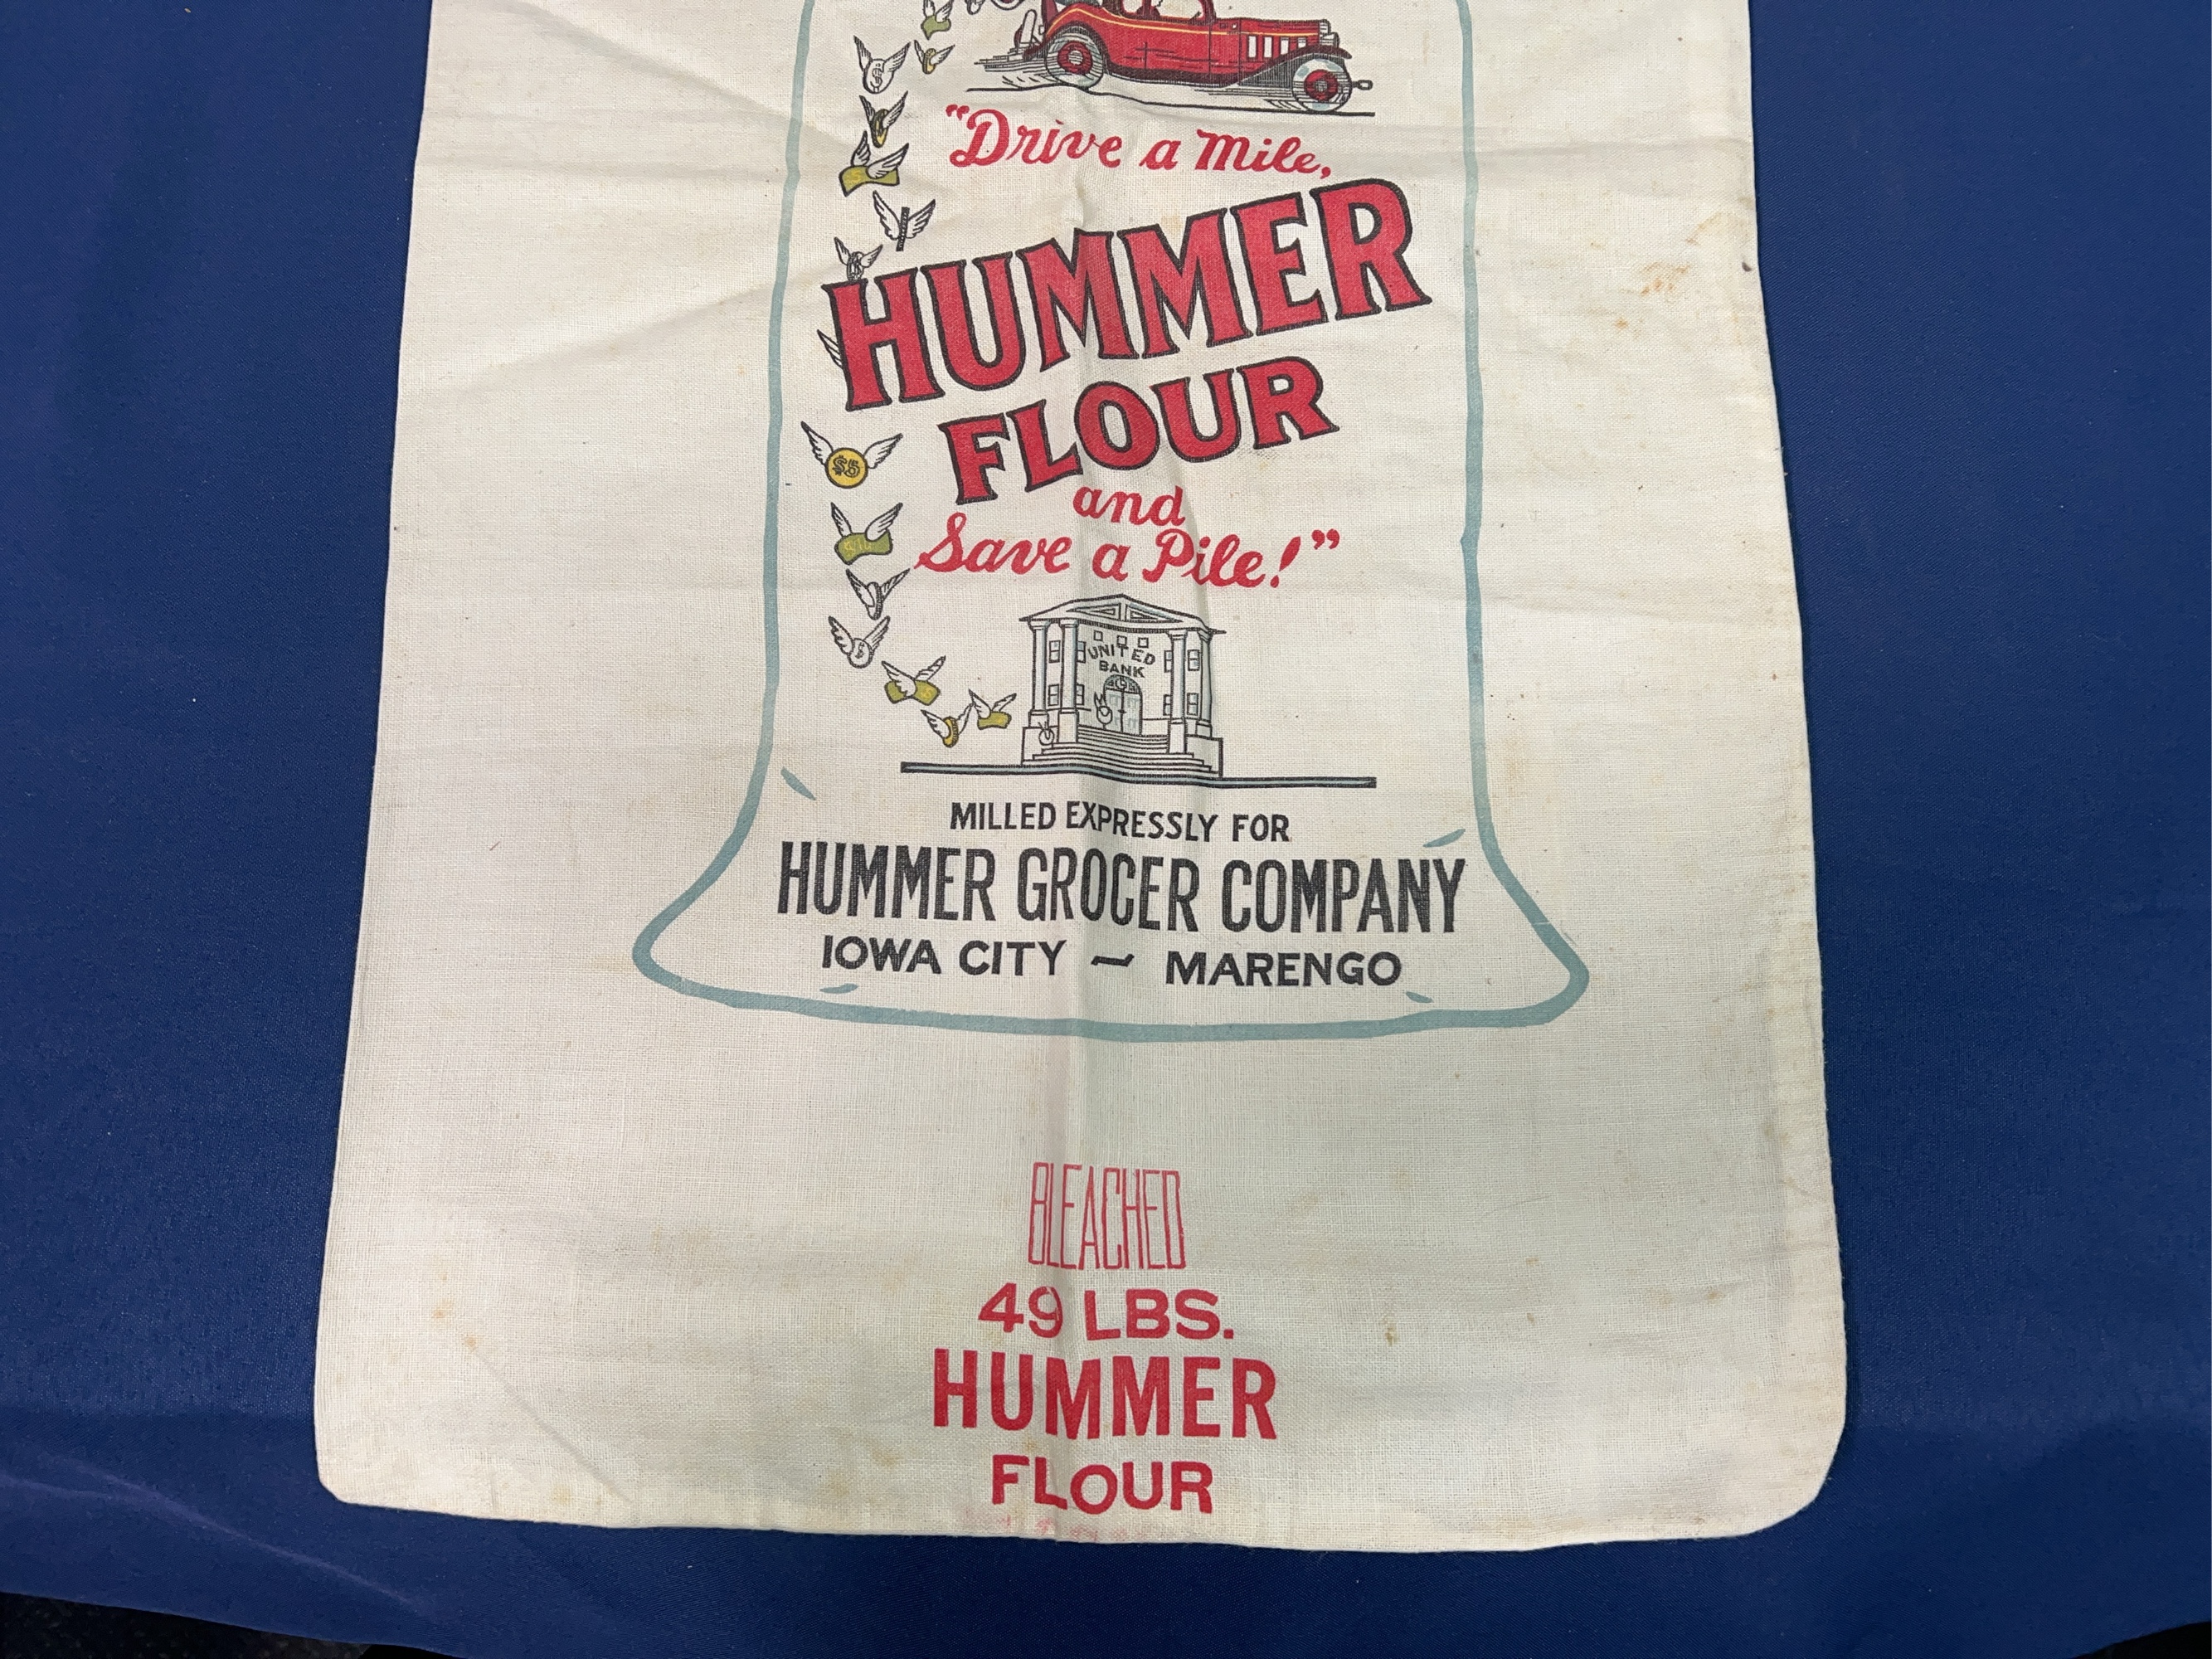 "Drive a Mile,
HUMMER
FLOUR
and
Save a Pile!"
$5
UNITED
BANK
MILLED EXPRESSLY FOR
HUMMER GROCER COMPANY
IOWA CITY - MARENGO
BLEACHED
49 LBS.
HUMMER
FLOUR